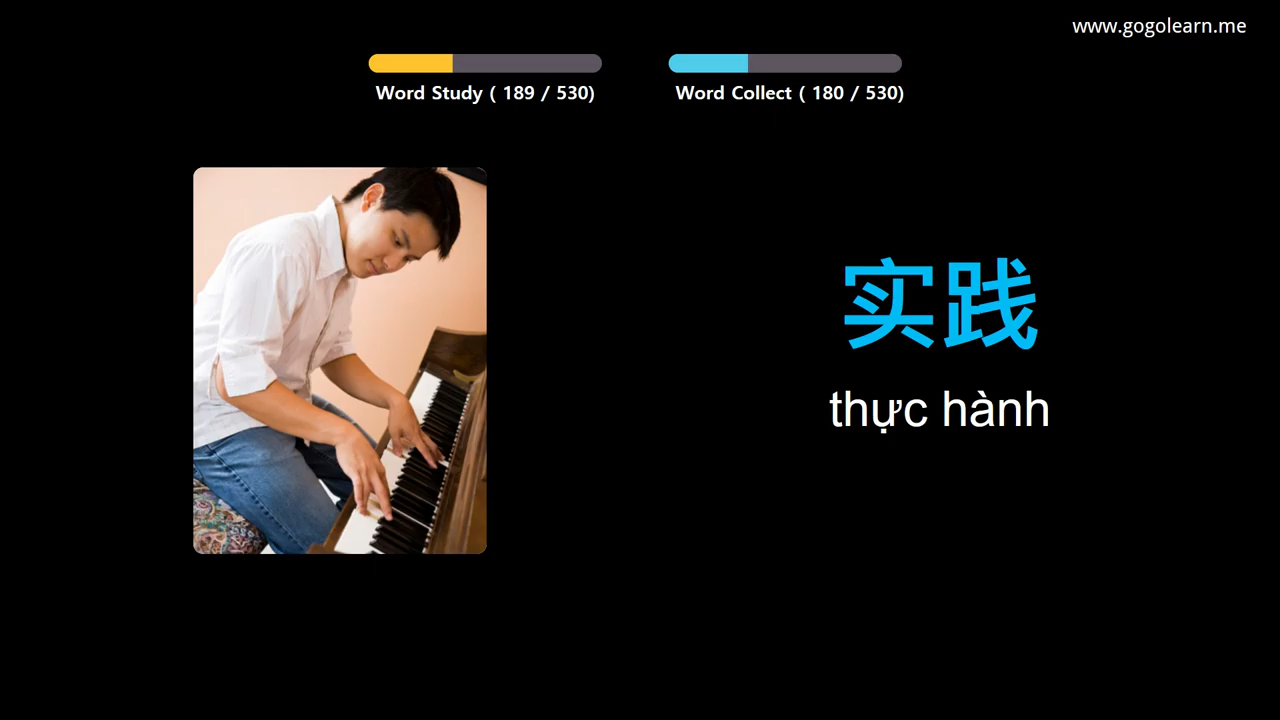 www.gogolearn.me
Word Study ( 189 / 530)
Word Collect ( 180 / 530)
实践
thực hành